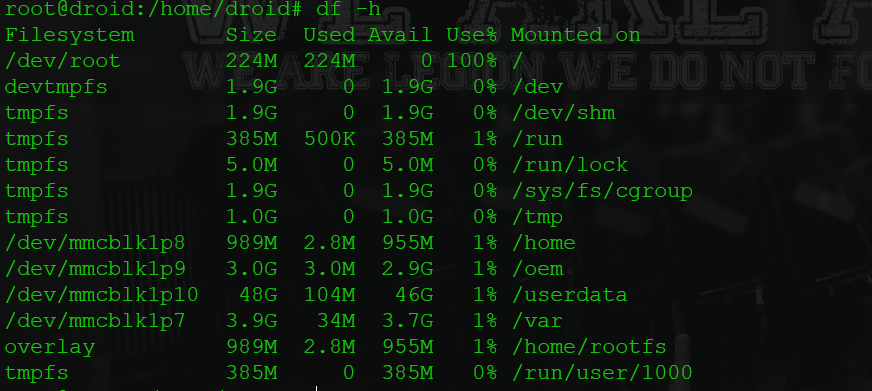 root@droid:/home/droid# df -h
Filesystem       Size  Used Avail Use% Mounted on
/dev/root        224M  224M     0 100% /
devtmpfs         1.9G     0  1.9G   0% /dev
tmpfs            1.9G     0  1.9G   0% /dev/shm
tmpfs            385M  500K  385M   1% /run
tmpfs            5.0M     0  5.0M   0% /run/lock
tmpfs            1.9G     0  1.9G   0% /sys/fs/cgroup
tmpfs            1.0G     0  1.0G   0% /tmp
/dev/mmcblk1p8   989M  2.8M  955M   1% /home
/dev/mmcblk1p9   3.0G  3.0M  2.9G   1% /oem
/dev/mmcblk1p10   48G  104M   46G   1% /userdata
/dev/mmcblk1p7   3.9G   34M  3.7G   1% /var
overlay          989M  2.8M  955M   1% /home/rootfs
tmpfs            385M     0  385M   0% /run/user/1000
WE ARE LEGION WE DO NOT